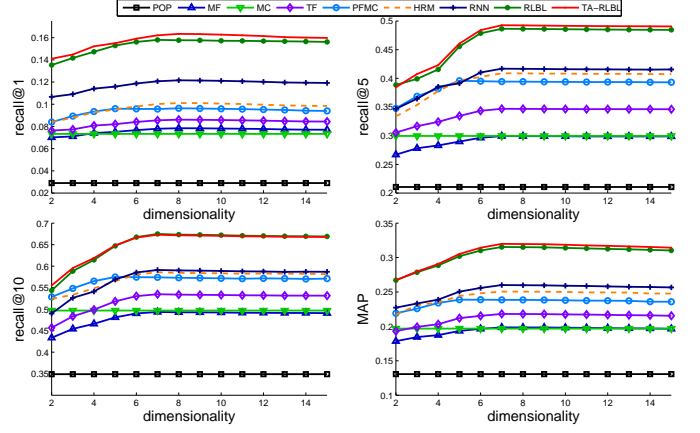 POP MF MC TF PFMC HRM RNN RLBL TA−RLBL
0.16
0.14
0.12
0.1
0.08
0.06
0.04
0.02
recall@1
2 4 6 8 10 12 14
dimensionality
0.5
0.45
0.4
0.35
0.3
0.25
0.2
recall@5
2 4 6 8 10 12 14
dimensionality
0.7
0.65
0.6
0.55
0.5
0.45
0.4
0.35
recall@10
2 4 6 8 10 12 14
dimensionality
0.35
0.3
0.25
0.2
0.15
0.1
MAP
2 4 6 8 10 12 14
dimensionality